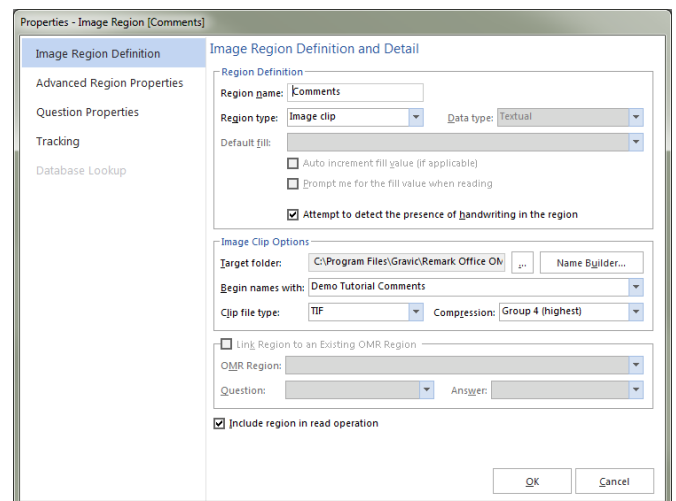 Properties - Image Region [Comments]
Image Region Definition
Advanced Region Properties
Question Properties
Tracking
Database Lookup
Image Region Definition and Detail
Region Definition
Region name: Comments
Region type: Image clip Data type: Textual
Default fill:
Auto increment fill value (if applicable)
Prompt me for the fill value when reading
Attempt to detect the presence of handwriting in the region
Image Clip Options
Target folder: C:\Program Files\Gravic\Remark Office OM ... Name Builder...
Begin names with: Demo Tutorial Comments
Clip file type: TIF Compression: Group 4 (highest)
Link Region to an Existing OMR Region
OMR Region:
Question: Answer:
Include region in read operation
OK Cancel